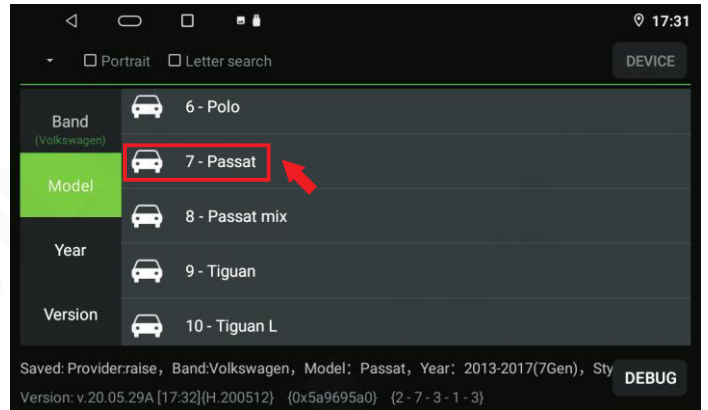 17:31
Portrait Letter search DEVICE
Band
(Volkswagen)
Model
Year
Version
6 - Polo
7 - Passat
8 - Passat mix
9 - Tiguan
10 - Tiguan L
Saved: Provider:raise, Band:Volkswagen, Model: Passat, Year: 2013-2017(7Gen), Sty
DEBUG
Version: v.20.05.29A [17:32]{H.200512} {0x5a9695a0} {2 - 7 - 3 - 1 - 3}